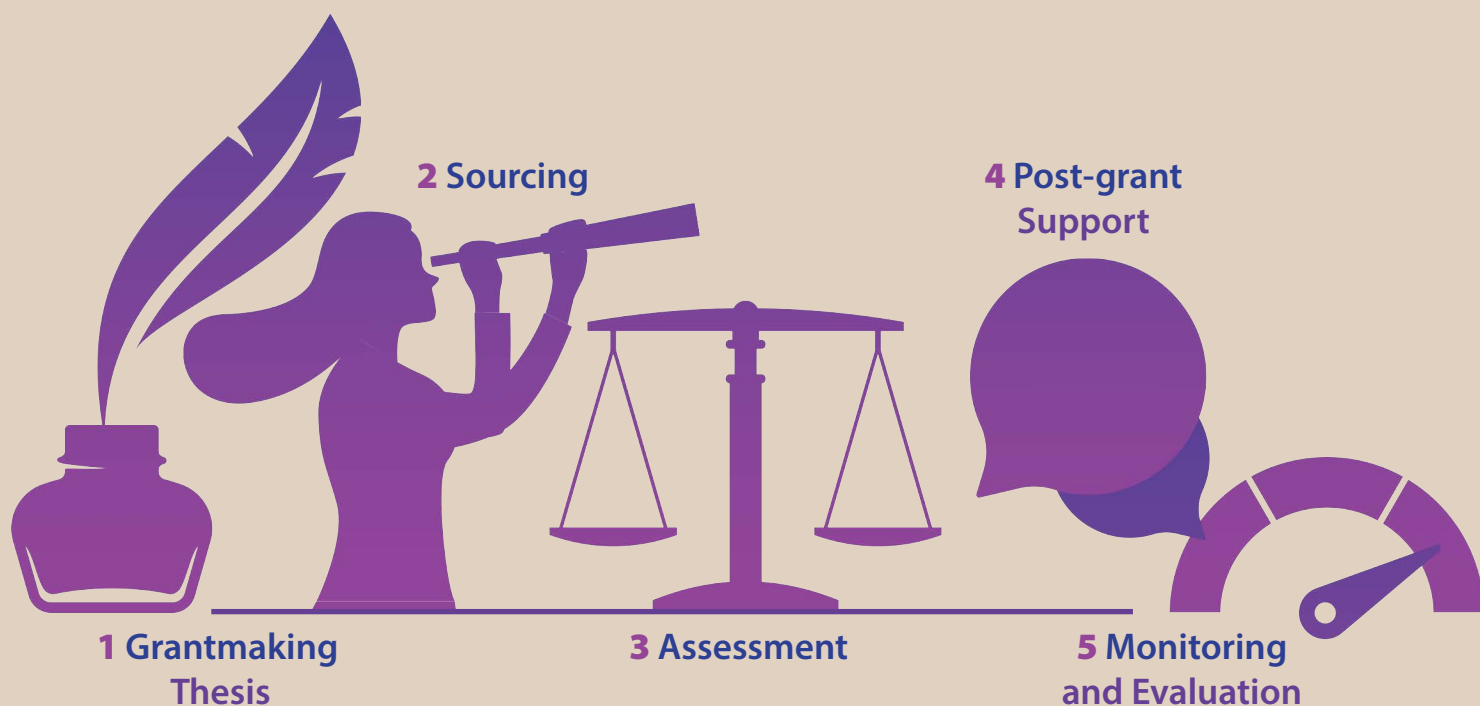 1 Grantmaking
Thesis
2 Sourcing
3 Assessment
4 Post-grant
Support
5 Monitoring
and Evaluation